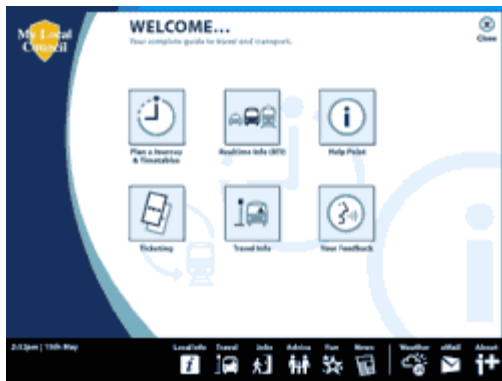 My Local
Council
WELCOME...
Your complete guide to travel and transport.
Close
Plan a Journey
& Timetables
Realtime Info (RTI)
Help Point
Ticketing
Travel Info
Your Feedback
2:52pm | 15th May
Local Info
Travel
Jobs
Advice
Fun
News
Weather
eMail
About